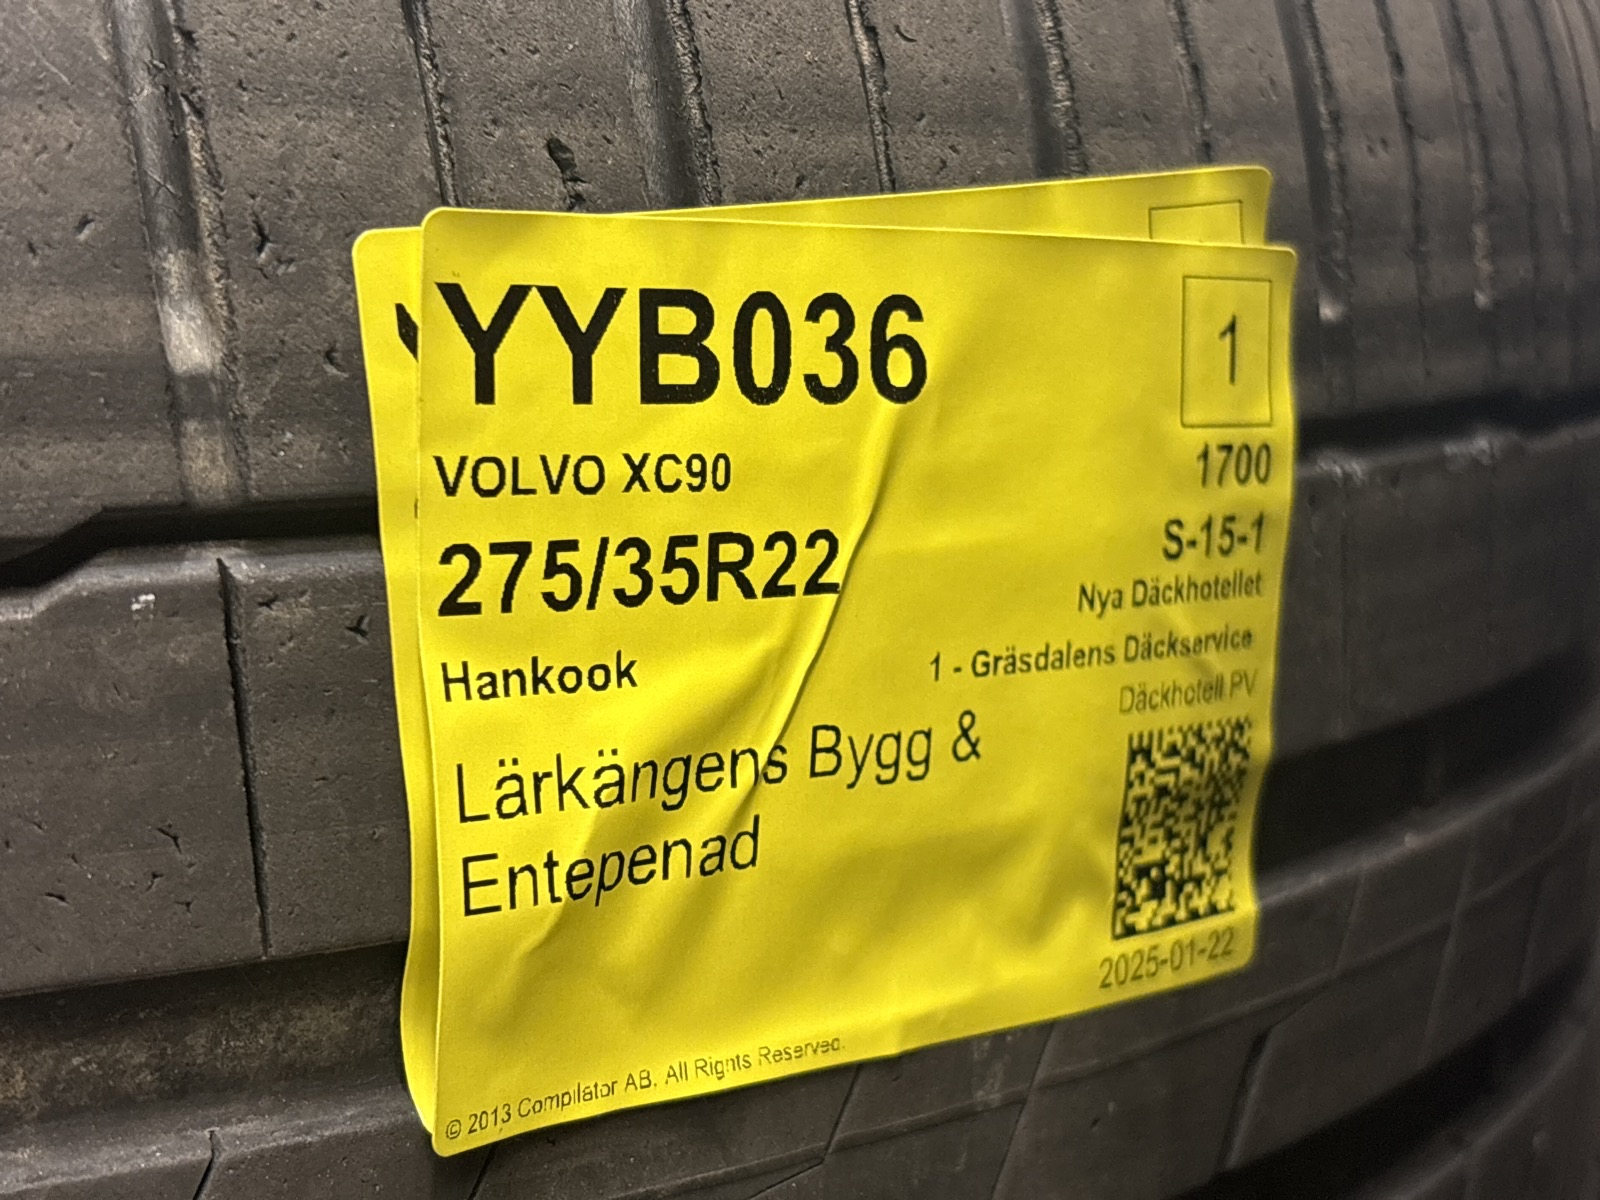 YYB036
1
VOLVO XC90
1700
275/35R22
S-15-1
Nya Däckhotellet
Hankook
1 - Gräsdalens Däckservice
Däckhotell PV
Lärkängens Bygg &
Entepenad
2025-01-22
© 2013 Compilator AB. All Rights Reserved.